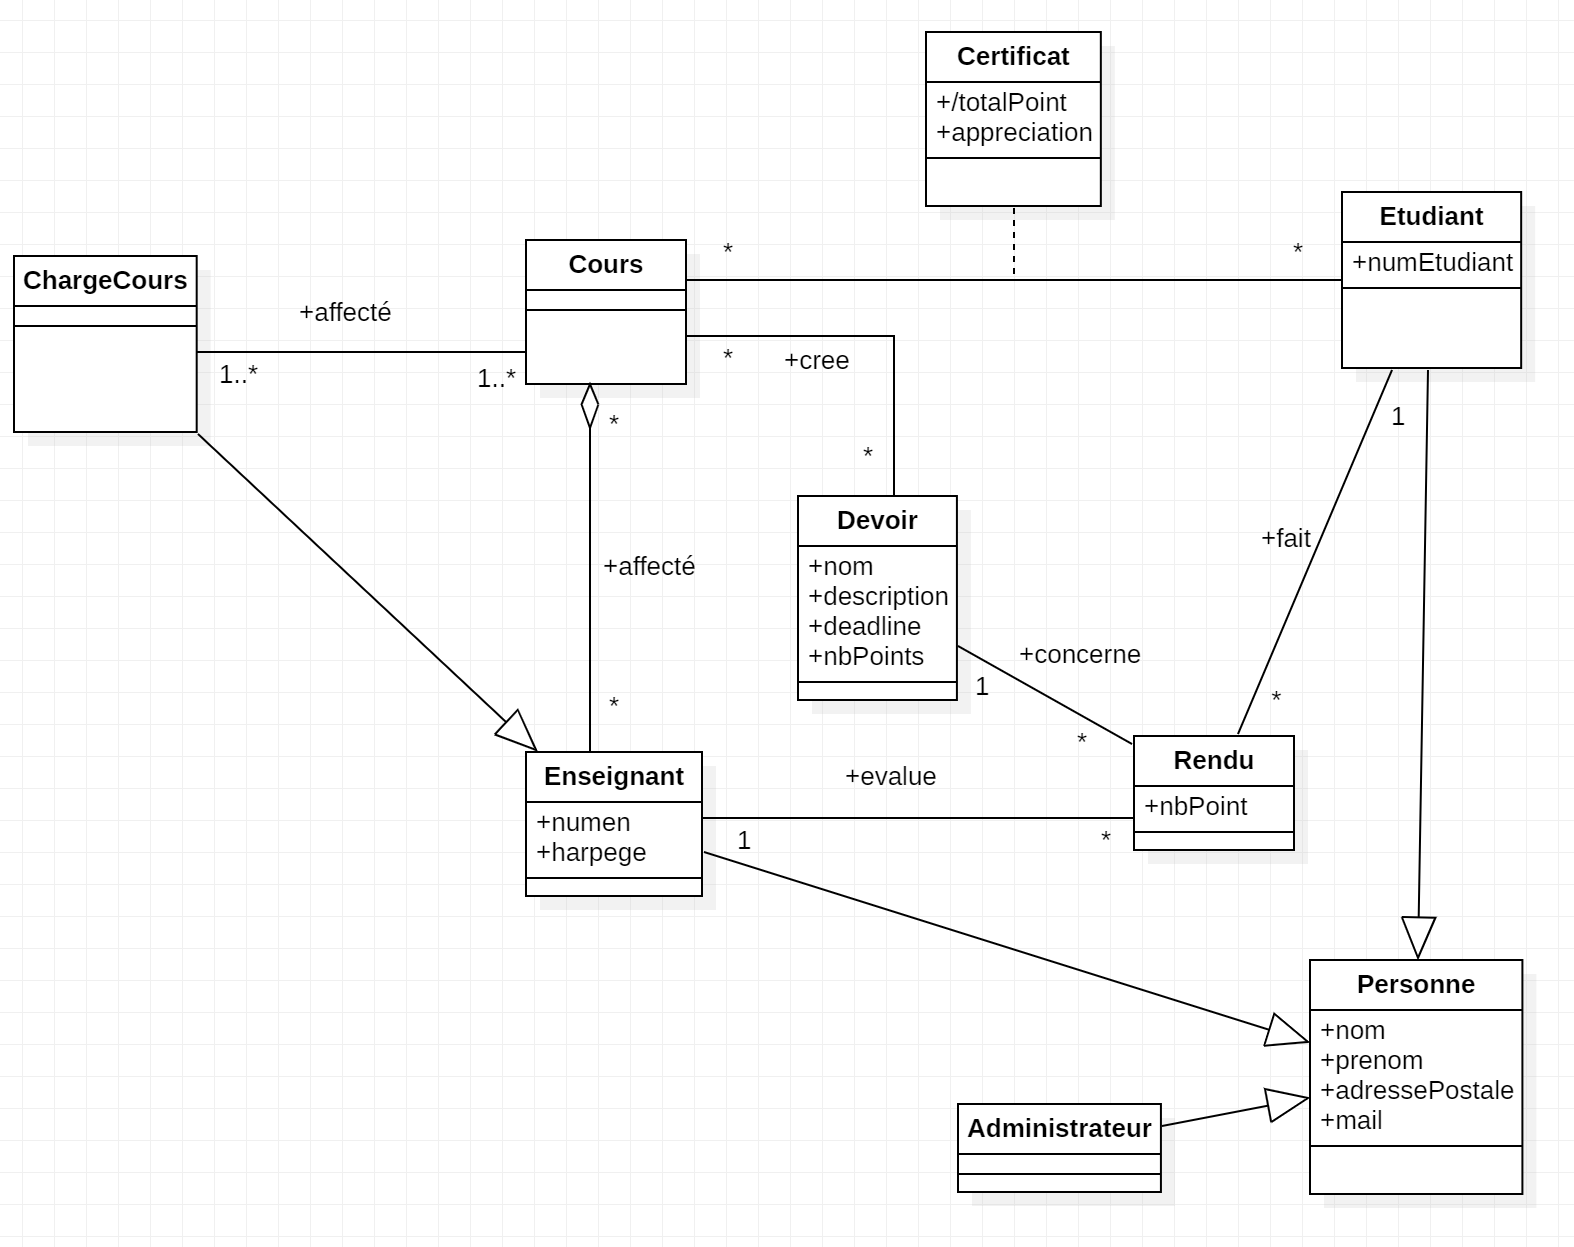 Certificat
+/totalPoint
+appreciation
Etudiant
+numEtudiant
*
*
Cours
ChargeCours
+affecté
1..*
1..*
*
+cree
*
*
+affecté
*
1
+fait
*
Devoir
+nom
+description
+deadline
+nbPoints
+concerne
1
*
Rendu
+nbPoint
Enseignant
+numen
+harpege
+evalue
1
*
Personne
+nom
+prenom
+adressePostale
+mail
Administrateur